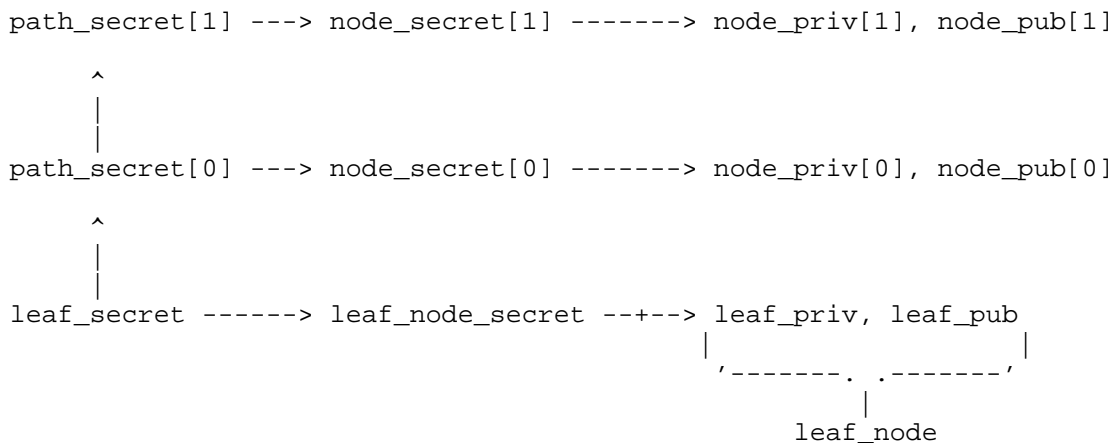 path_secret[1] ---> node_secret[1] -------> node_priv[1], node_pub[1]
^
|
|
path_secret[0] ---> node_secret[0] -------> node_priv[0], node_pub[0]
^
|
|
leaf_secret ------> leaf_node_secret --+--> leaf_priv, leaf_pub
| |
'-------. .-------'
|
leaf_node